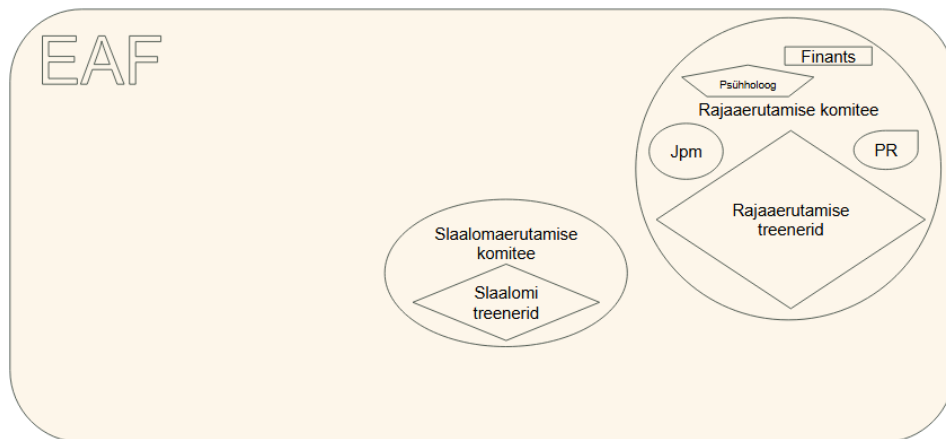 EAF
Finants
Psühholoog
Rajaaerutamise komitee
Jpm
PR
Rajaaerutamise
treenerid
Slaalomaerutamise
komitee
Slaalomi
treenerid